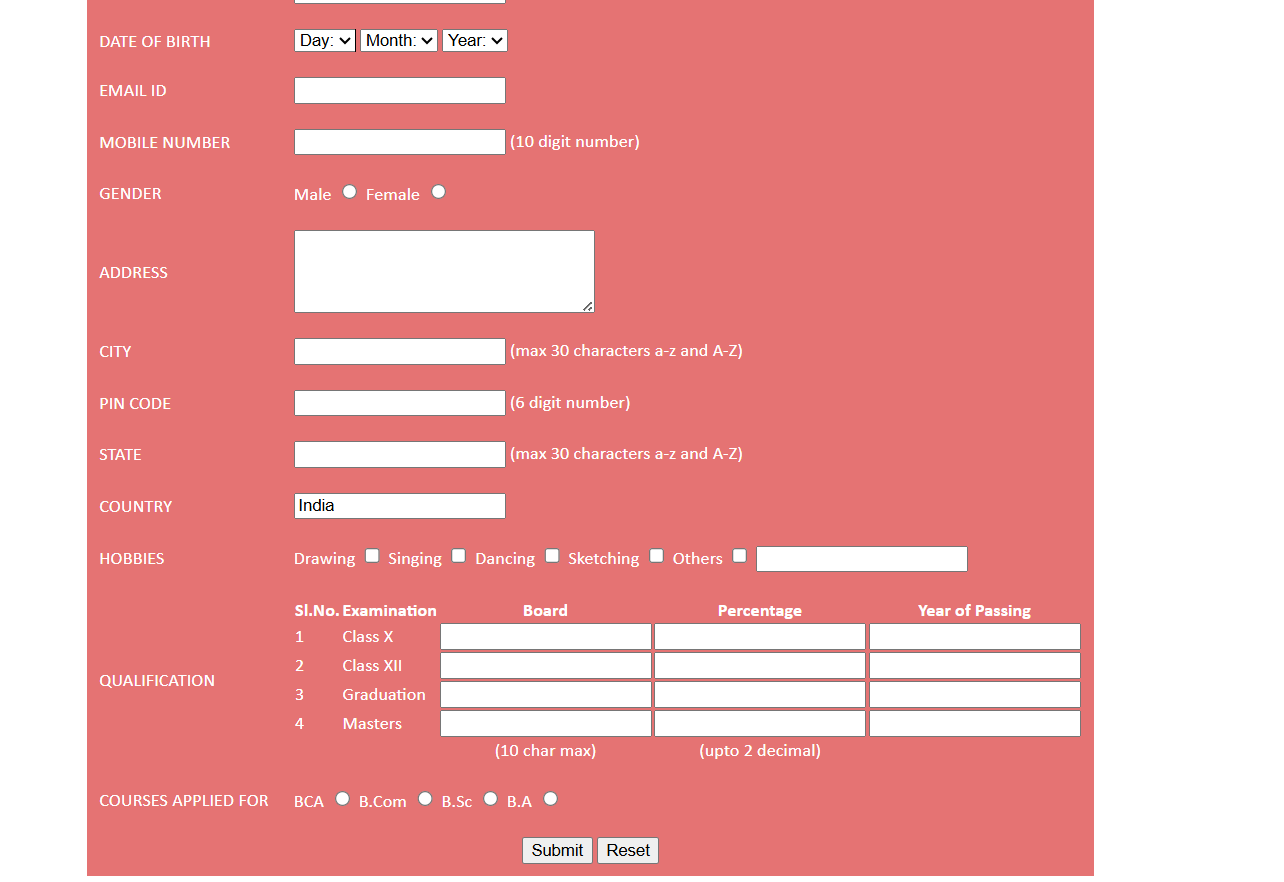 DATE OF BIRTH Day: Month: Year:
EMAIL ID
MOBILE NUMBER (10 digit number)
GENDER Male Female
ADDRESS
CITY (max 30 characters a-z and A-Z)
PIN CODE (6 digit number)
STATE (max 30 characters a-z and A-Z)
COUNTRY India
HOBBIES Drawing Singing Dancing Sketching Others
QUALIFICATION
Sl.No. Examination Board Percentage Year of Passing
1 Class X
2 Class XII
3 Graduation
4 Masters
(10 char max) (upto 2 decimal)
COURSES APPLIED FOR BCA B.Com B.Sc B.A
Submit Reset